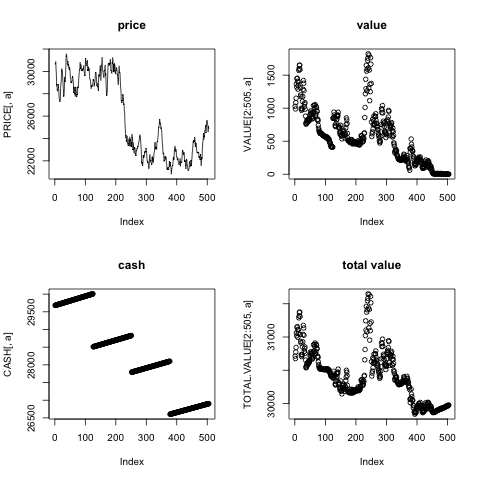 price
PRICE[, a]
22000 26000 30000
0 100 200 300 400 500
Index
value
VALUE[2:505, a]
0 500 1000 1500
0 100 200 300 400 500
Index
cash
CASH[, a]
26500 28000 29500
0 100 200 300 400 500
Index
total value
TOTAL.VALUE[2:505, a]
30000 31000
0 100 200 300 400 500
Index